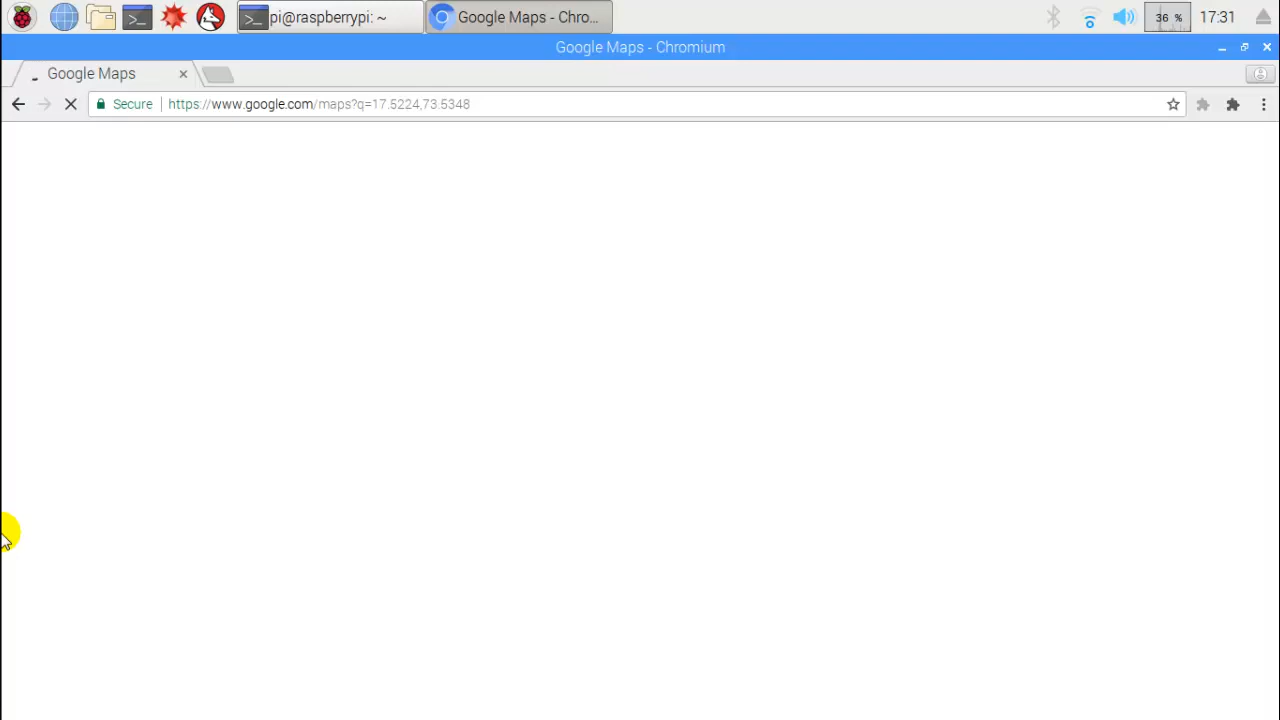 pi@raspberrypi: ~
Google Maps - Chro...
36 %
17:31
Google Maps - Chromium
Google Maps
Secure
https://www.google.com/maps?q=17.5224,73.5348